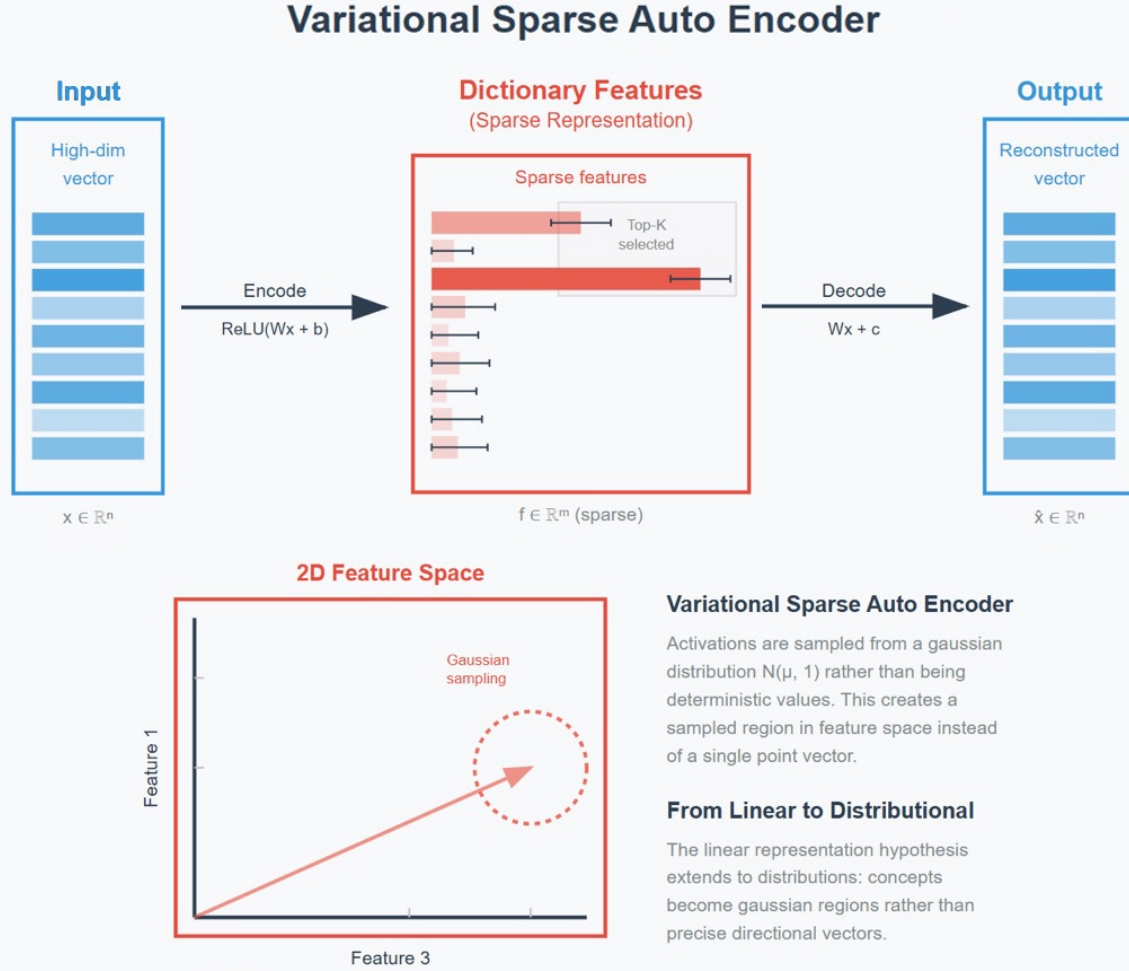 Variational Sparse Auto Encoder
Input
Dictionary Features
(Sparse Representation)
Output
High-dim
vector
Sparse features
Top-K
selected
Reconstructed
vector
Encode
ReLU(Wx + b)
Decode
Wx + c
x ∈ ℝⁿ
f ∈ ℝᵐ (sparse)
x̂ ∈ ℝⁿ
2D Feature Space
Gaussian
sampling
Feature 1
Feature 3
Variational Sparse Auto Encoder
Activations are sampled from a gaussian
distribution N(μ, 1) rather than being
deterministic values. This creates a
sampled region in feature space instead
of a single point vector.
From Linear to Distributional
The linear representation hypothesis
extends to distributions: concepts
become gaussian regions rather than
precise directional vectors.